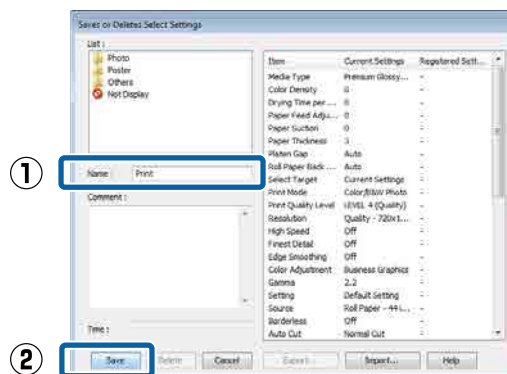 Saves or Deletes Select Settings
List :
Photo
Poster
Others
Not Display
① Name : Print
Comment :
Time :
② Save Delete Cancel Export... Import... Help
Item Current Settings Registered Sett...
Media Type Premium Glossy... -
Color Density 0 -
Drying Time per ... 0 -
Paper Feed Adju... 0 -
Paper Suction 0 -
Paper Thickness 3 -
Platen Gap Auto -
Roll Paper Back ... Auto -
Select Target Current Settings -
Print Mode Color/B&W Photo -
Print Quality Level LEVEL 4 (Quality) -
Resolution Quality - 720x1... -
High Speed Off -
Finest Detail Off -
Edge Smoothing Off -
Color Adjustment Business Graphics -
Gamma 2.2 -
Setting Default Setting -
Source Roll Paper - 44 i... -
Borderless Off -
Auto Cut Normal Cut -